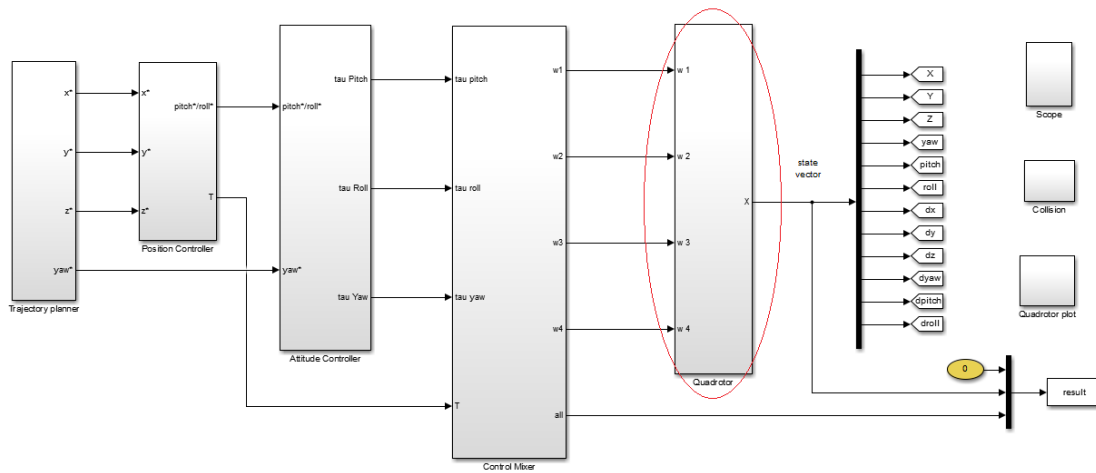 x*
y*
z*
yaw*
Trajectory planner
x*
y*
z*
pitch*/roll*
T
Position Controller
pitch*/roll*
yaw*
tau Pitch
tau Roll
tau Yaw
Attitude Controller
tau pitch
tau roll
tau yaw
T
w1
w2
w3
w4
all
Control Mixer
w 1
w 2
w 3
w 4
X
Quadrotor
state
vector
X
Y
Z
yaw
pitch
roll
dx
dy
dz
dyaw
dpitch
droll
0
result
Scope
Collision
Quadrotor plot